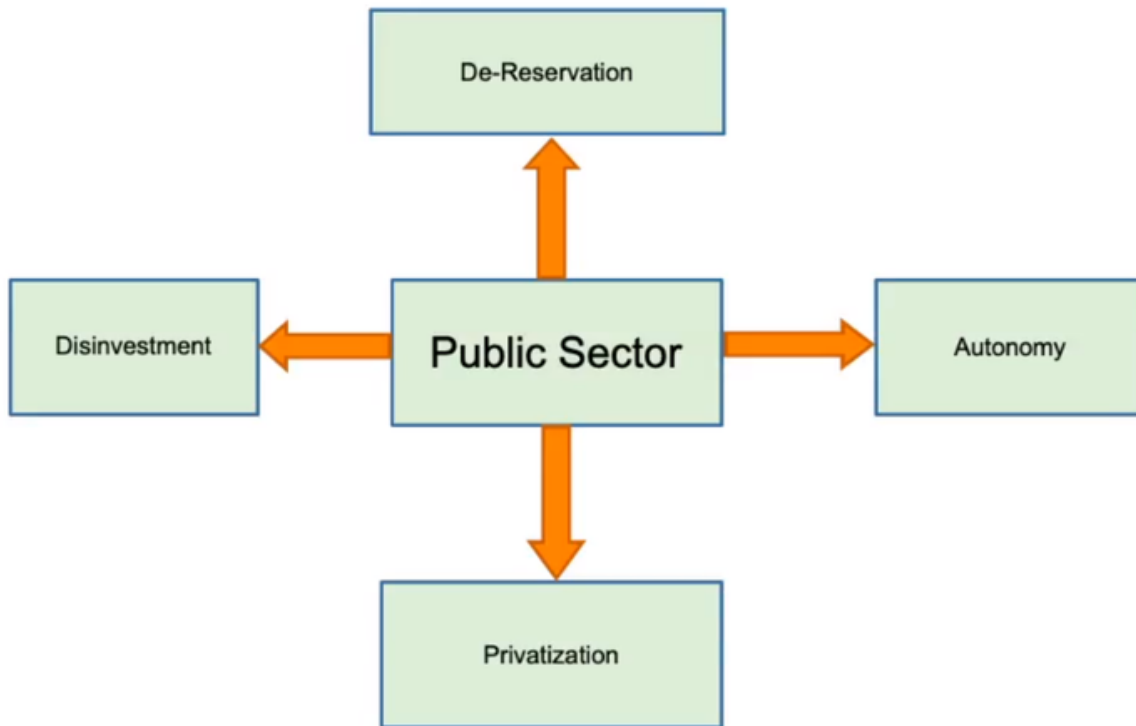 De-Reservation
Disinvestment
Public Sector
Autonomy
Privatization